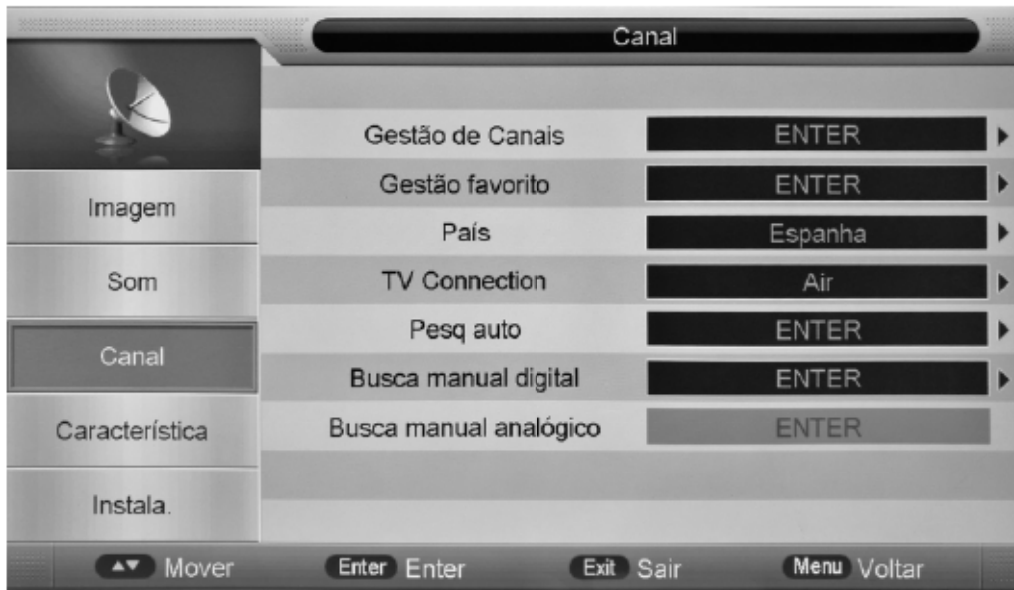 Canal
Imagem
Som
Canal
Característica
Instala.
Gestão de Canais ENTER
Gestão favorito ENTER
País Espanha
TV Connection Air
Pesq auto ENTER
Busca manual digital ENTER
Busca manual analógico ENTER
Mover Enter Enter Exit Sair Menu Voltar